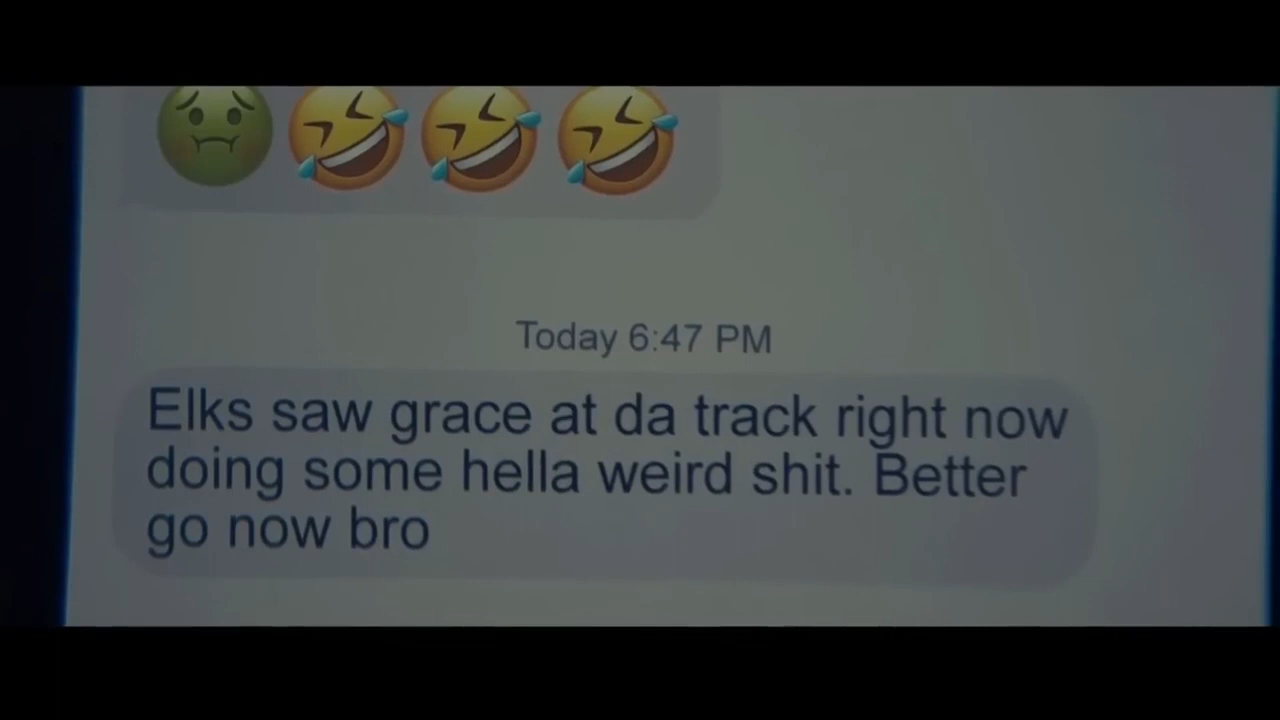 Today 6:47 PM
Elks saw grace at da track right now
doing some hella weird shit. Better
go now bro